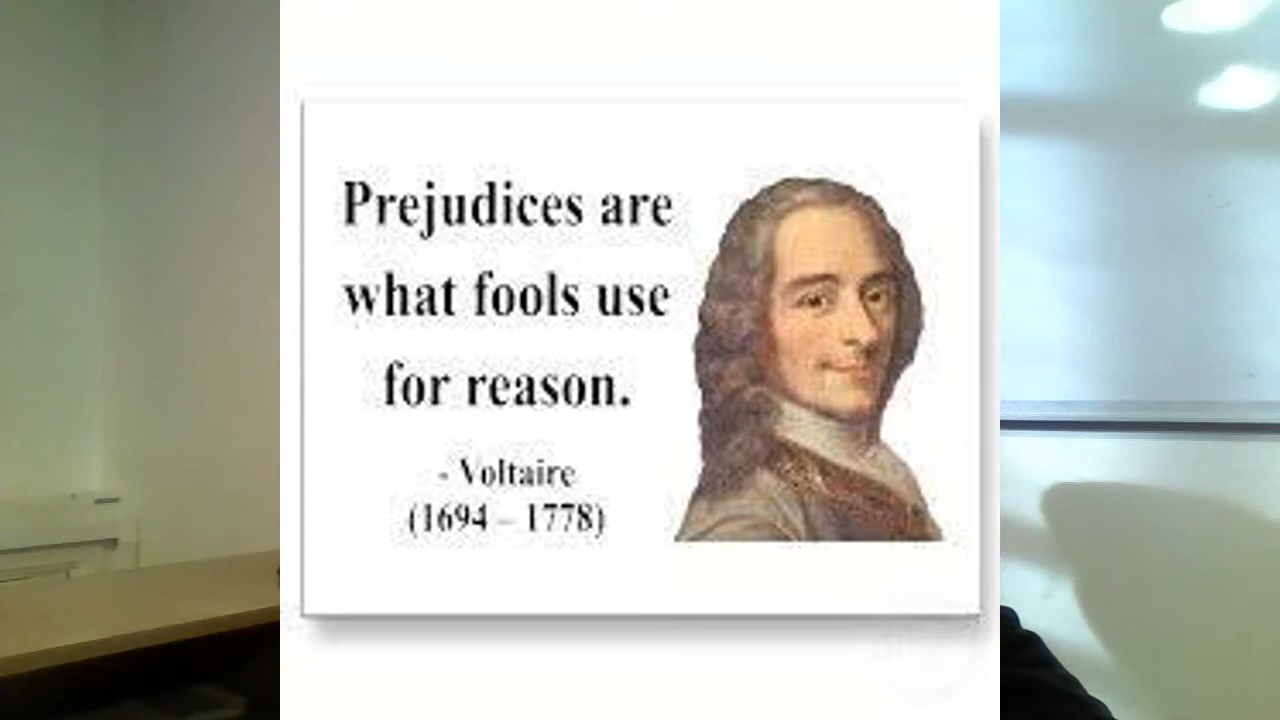 Prejudices are
what fools use
for reason.
- Voltaire
(1694 – 1778)